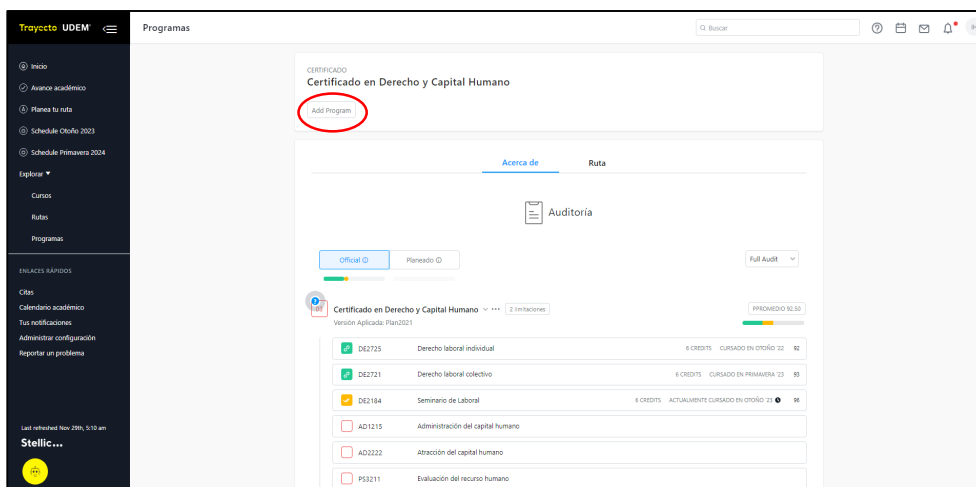 Trayecto UDEM
Programas
Buscar
Inicio
Avance académico
Planea tu ruta
Schedule Otoño 2023
Schedule Primavera 2024
Explorar
Cursos
Rutas
Programas
ENLACES RÁPIDOS
Citas
Calendario académico
Tus notificaciones
Administrar configuración
Reportar un problema
Last refreshed Nov 29th, 5:10 am
Stellic...
CERTIFICADO
Certificado en Derecho y Capital Humano
Add Program
Acerca de Ruta
Auditoría
Official Planeado Full Audit
Certificado en Derecho y Capital Humano 2 limitaciones PPROMEDIO 92.50
Versión Aplicada: Plan2021
DE2725 Derecho laboral individual 6 CREDITS CURSADO EN OTOÑO '22 92
DE2721 Derecho laboral colectivo 6 CREDITS CURSADO EN PRIMAVERA '23 93
DE2184 Seminario de Laboral 6 CREDITS ACTUALMENTE CURSADO EN OTOÑO '23 96
AD1215 Administración del capital humano
AD2222 Atracción del capital humano
PS3211 Evaluación del recurso humano